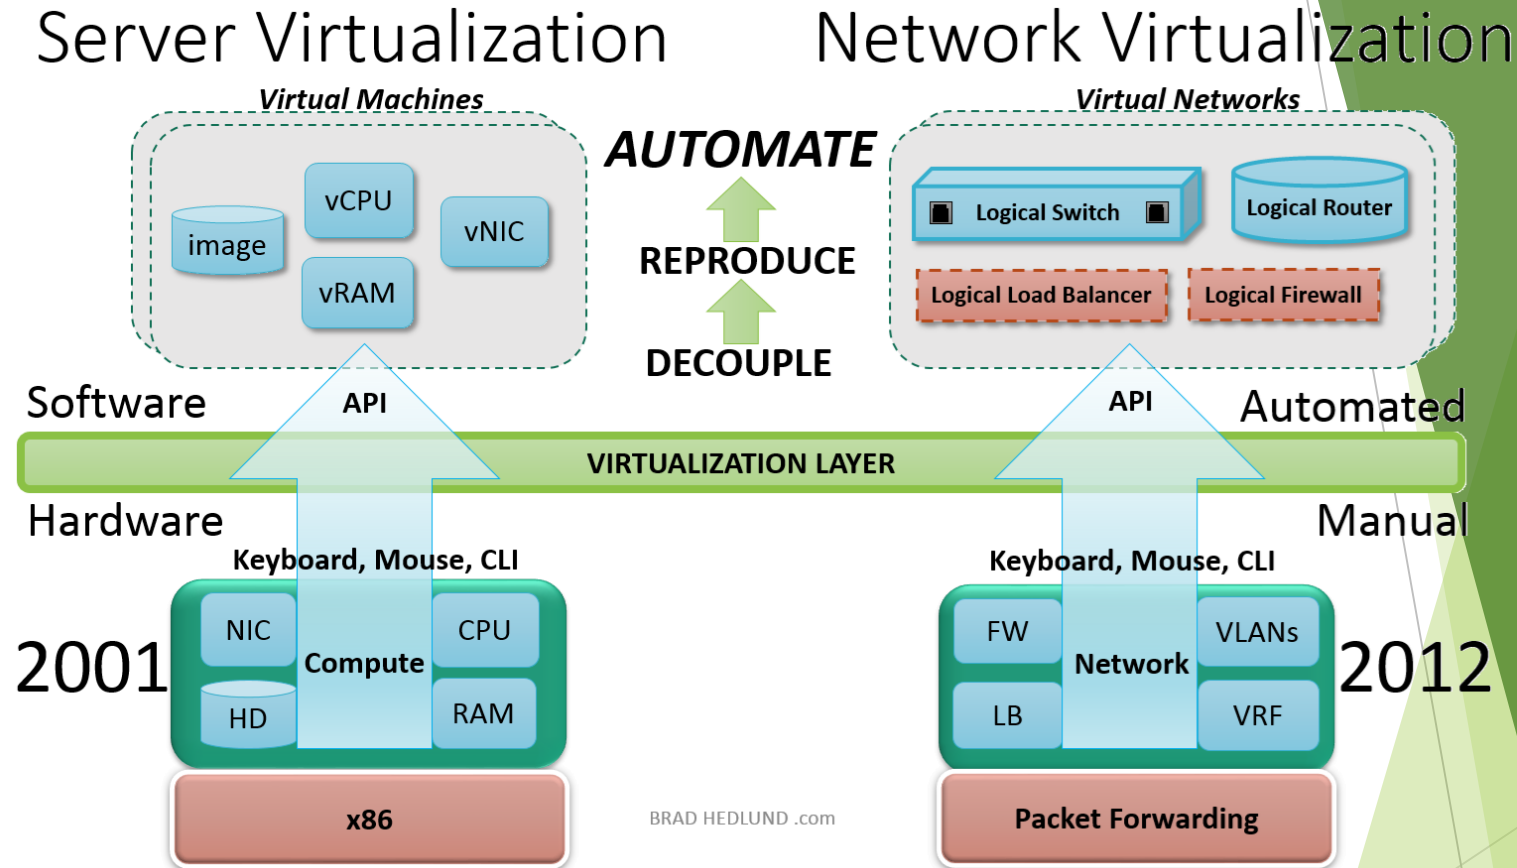 Server Virtualization
Network Virtualization
Virtual Machines
Virtual Networks
AUTOMATE
REPRODUCE
DECOUPLE
image
vCPU
vRAM
vNIC
Logical Switch
Logical Router
Logical Load Balancer
Logical Firewall
API
API
Software
Automated
VIRTUALIZATION LAYER
Hardware
Manual
Keyboard, Mouse, CLI
Keyboard, Mouse, CLI
2001
NIC
CPU
Compute
HD
RAM
x86
FW
VLANs
Network
LB
VRF
2012
Packet Forwarding
BRAD HEDLUND .com